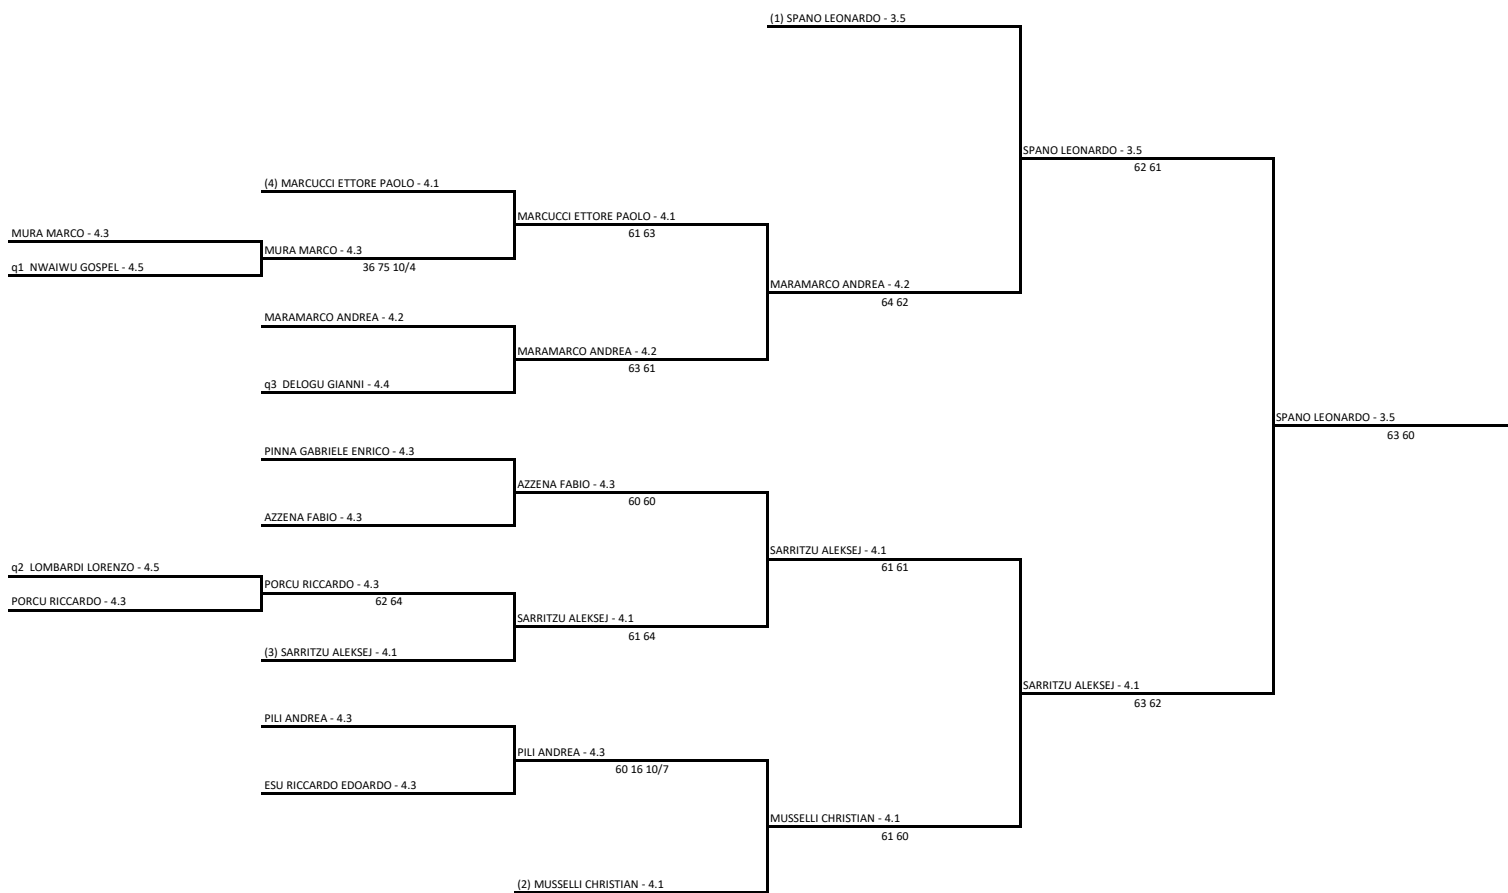 (1) SPANO LEONARDO - 3.5
SPANO LEONARDO - 3.5
62 61
(4) MARCUCCI ETTORE PAOLO - 4.1
MARCUCCI ETTORE PAOLO - 4.1
61 63
MURA MARCO - 4.3
MURA MARCO - 4.3
36 75 10/4
q1 NWAIWU GOSPEL - 4.5
MARAMARCO ANDREA - 4.2
64 62
MARAMARCO ANDREA - 4.2
MARAMARCO ANDREA - 4.2
63 61
q3 DELOGU GIANNI - 4.4
SPANO LEONARDO - 3.5
63 60
PINNA GABRIELE ENRICO - 4.3
AZZENA FABIO - 4.3
60 60
AZZENA FABIO - 4.3
SARRITZU ALEKSEJ - 4.1
61 61
q2 LOMBARDI LORENZO - 4.5
PORCU RICCARDO - 4.3
62 64
PORCU RICCARDO - 4.3
SARRITZU ALEKSEJ - 4.1
61 64
(3) SARRITZU ALEKSEJ - 4.1
SARRITZU ALEKSEJ - 4.1
63 62
PILI ANDREA - 4.3
PILI ANDREA - 4.3
60 16 10/7
ESU RICCARDO EDOARDO - 4.3
MUSSELLI CHRISTIAN - 4.1
61 60
(2) MUSSELLI CHRISTIAN - 4.1